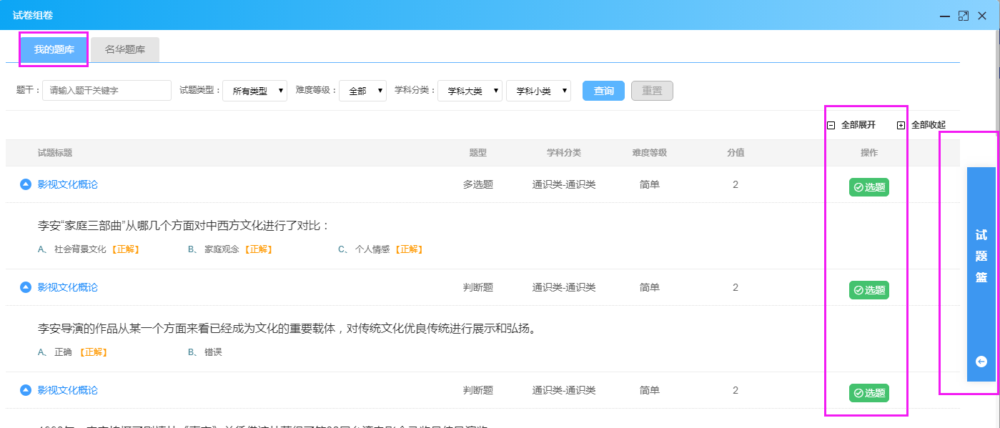 试卷组卷
我的题库 名华题库
题干： 请输入题干关键字 试题类型： 所有类型 难度等级： 全部 学科分类： 学科大类 学科小类 查询 重置
全部展开 全部收起
试题标题 题型 学科分类 难度等级 分值 操作
影视文化概论 多选题 通识类-通识类 简单 2 选题
李安“家庭三部曲”从哪几个方面对中西方文化进行了对比：
A、 社会背景文化 【正解】 B、 家庭观念 【正解】 C、 个人情感 【正解】
影视文化概论 判断题 通识类-通识类 简单 2 选题
李安导演的作品从某一个方面来看已经成为文化的重要载体，对传统文化优良传统进行展示和弘扬。
A、 正确 【正解】 B、 错误
影视文化概论 判断题 通识类-通识类 简单 2 选题
试题篮